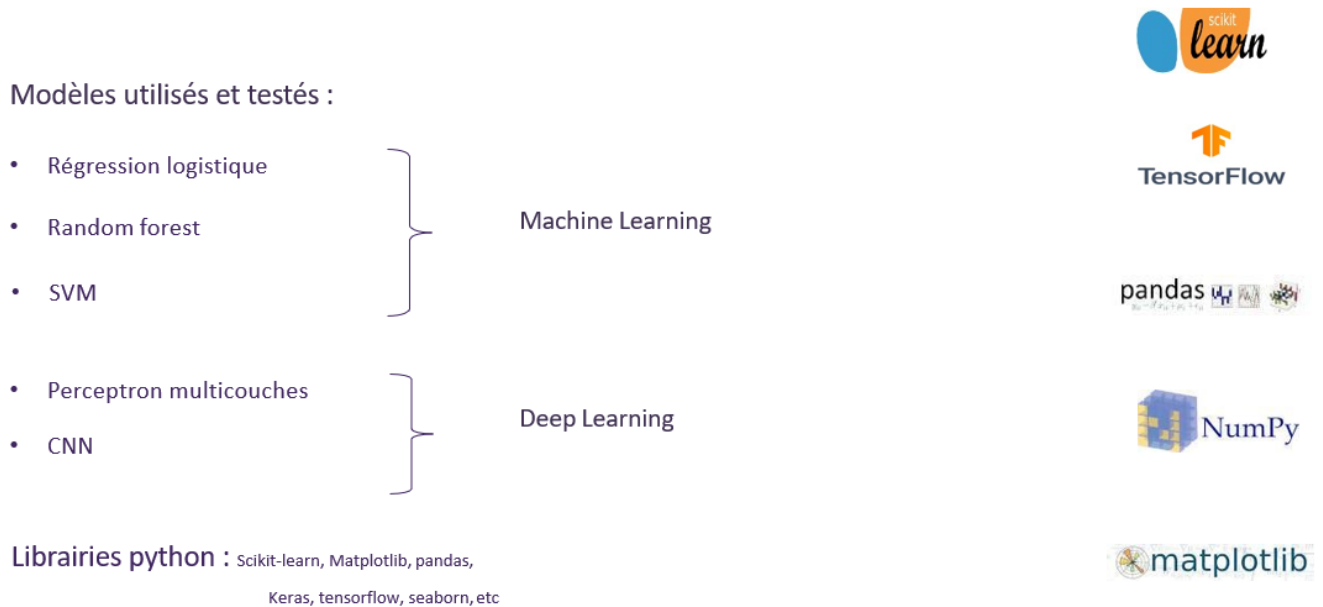 scikit
learn
Modèles utilisés et testés :
TensorFlow
• Régression logistique
• Random forest
Machine Learning
• SVM
pandas
• Perceptron multicouches
Deep Learning
• CNN
NumPy
Librairies python : Scikit-learn, Matplotlib, pandas,
Keras, tensorflow, seaborn, etc
matplotlib